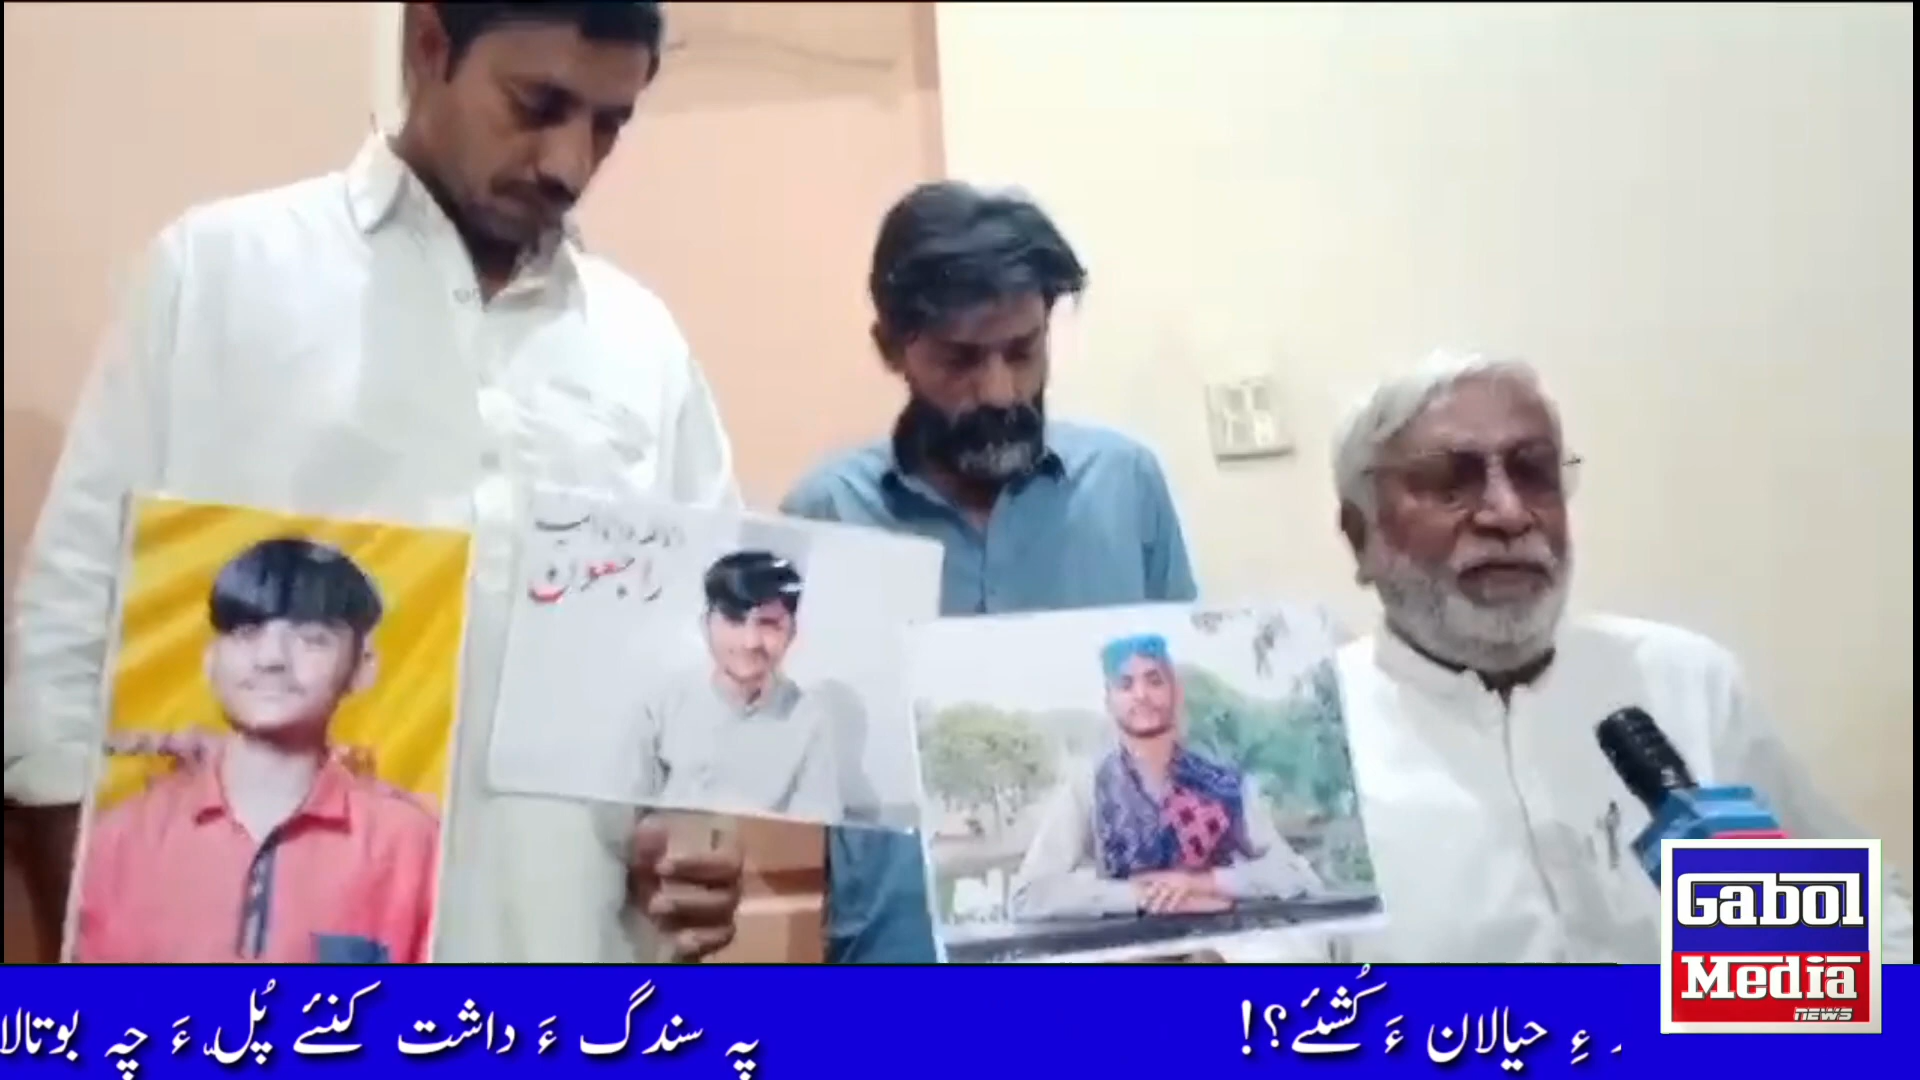 راجعون
Gabol
Media
NEWS
ءِ حیالان ءَ کُشئے؟!
پہ سندگ ءَ داشت کنئے پُلّ ءَ چہ بوتالا